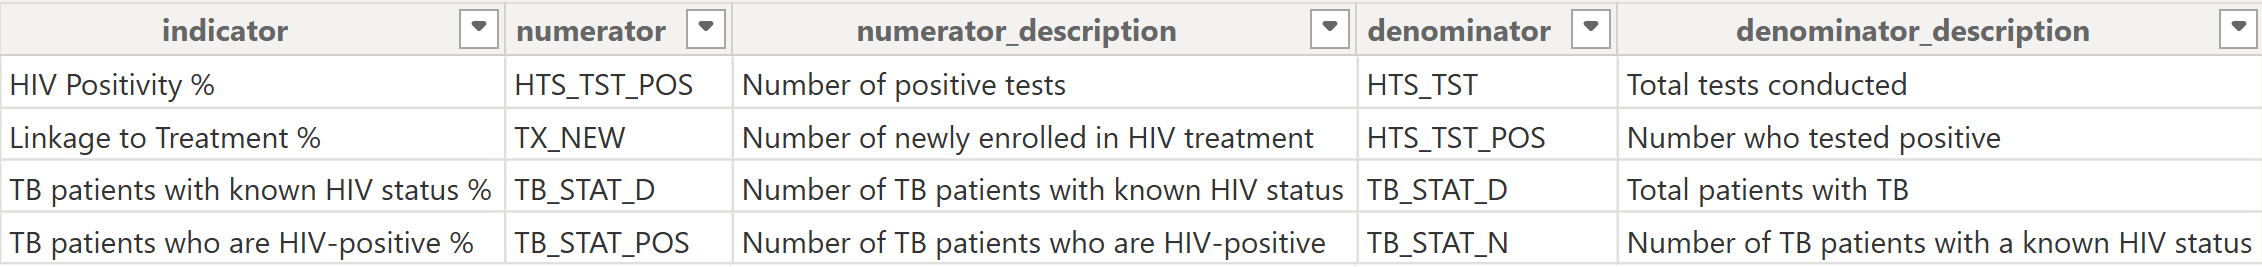 indicator numerator numerator_description denominator denominator_description
HIV Positivity % HTS_TST_POS Number of positive tests HTS_TST Total tests conducted
Linkage to Treatment % TX_NEW Number of newly enrolled in HIV treatment HTS_TST_POS Number who tested positive
TB patients with known HIV status % TB_STAT_D Number of TB patients with known HIV status TB_STAT_D Total patients with TB
TB patients who are HIV-positive % TB_STAT_POS Number of TB patients who are HIV-positive TB_STAT_N Number of TB patients with a known HIV status